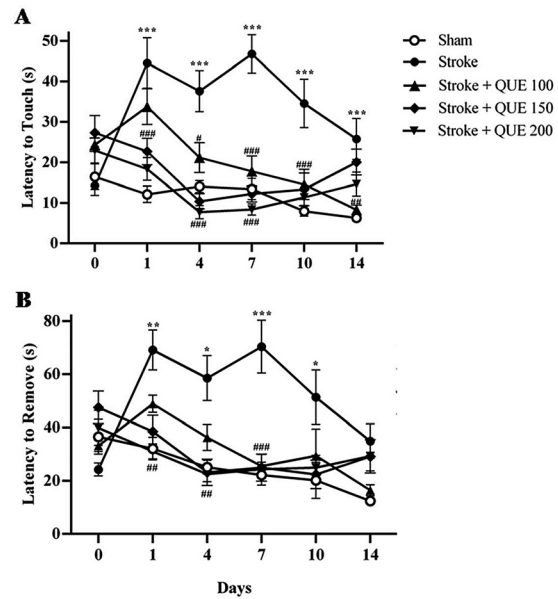 A
Latency to Touch (s)
50
40
30
20
10
0
***
***
***
***
***
###
#
###
###
##
###
###
0 1 4 7 10 14
Sham
Stroke
Stroke + QUE 100
Stroke + QUE 150
Stroke + QUE 200
B
Latency to Remove (s)
80
60
40
20
0
**
*
***
*
##
##
###
0 1 4 7 10 14
Days